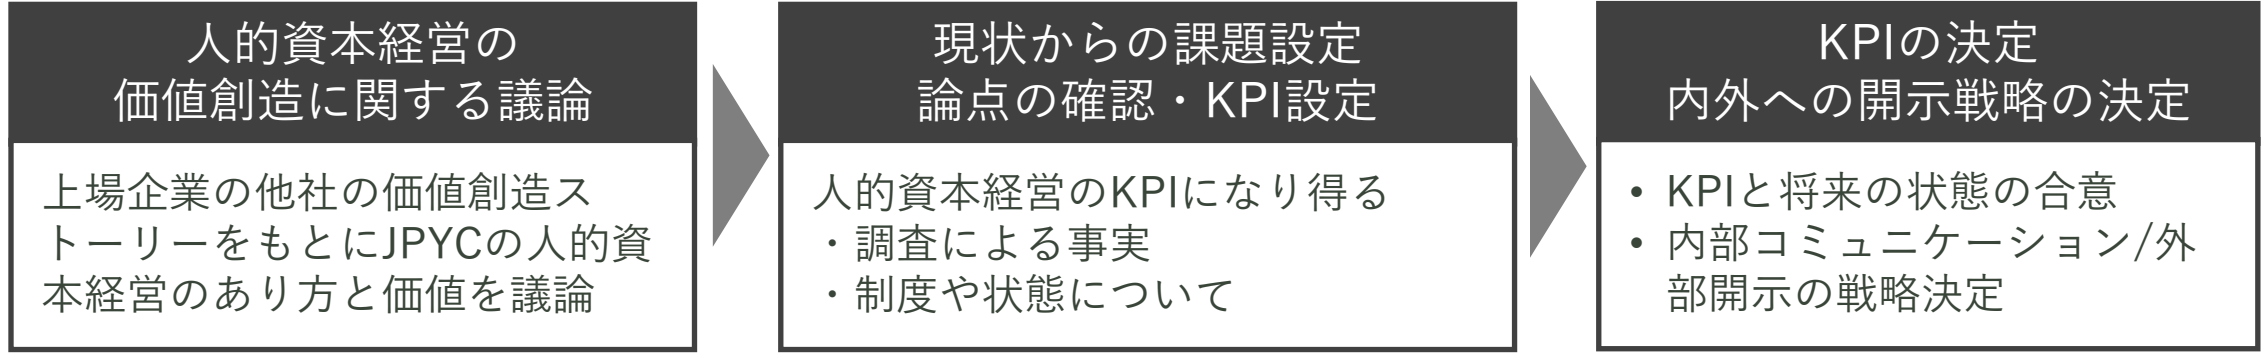 人的資本経営の
価値創造に関する議論
上場企業の他社の価値創造ス
トーリーをもとにJPYCの人的資
本経営のあり方と価値を議論
現状からの課題設定
論点の確認・KPI設定
人的資本経営のKPIになり得る
・調査による事実
・制度や状態について
KPIの決定
内外への開示戦略の決定
• KPIと将来の状態の合意
• 内部コミュニケーション/外
部開示の戦略決定